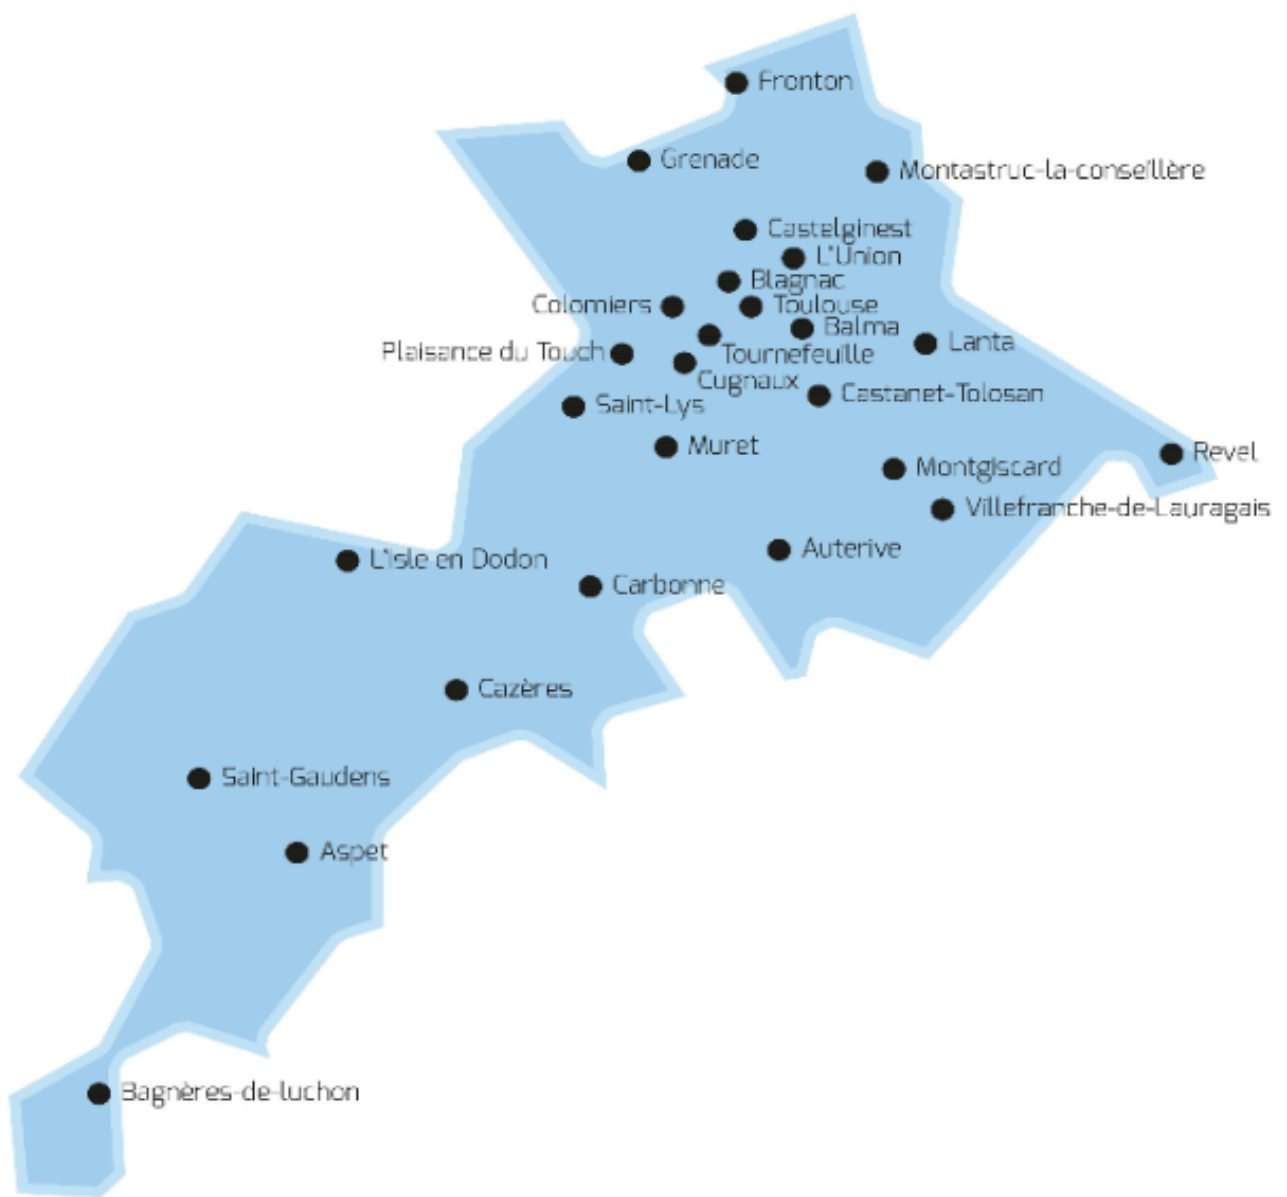 Fronton
Grenade
Montastruc-la-conseillère
Castelginest
L'Union
Blagnac
Colomiers
Toulouse
Balma
Lanta
Plaisance du Touch
Tournefeuille
Cugnaux
Castanet-Tolosan
Saint-Lys
Muret
Revel
Montgiscard
Villefranche-de-Lauragais
Auterive
L'isle en Dodon
Carbonne
Cazères
Saint-Gaudens
Aspet
Bagnères-de-luchon